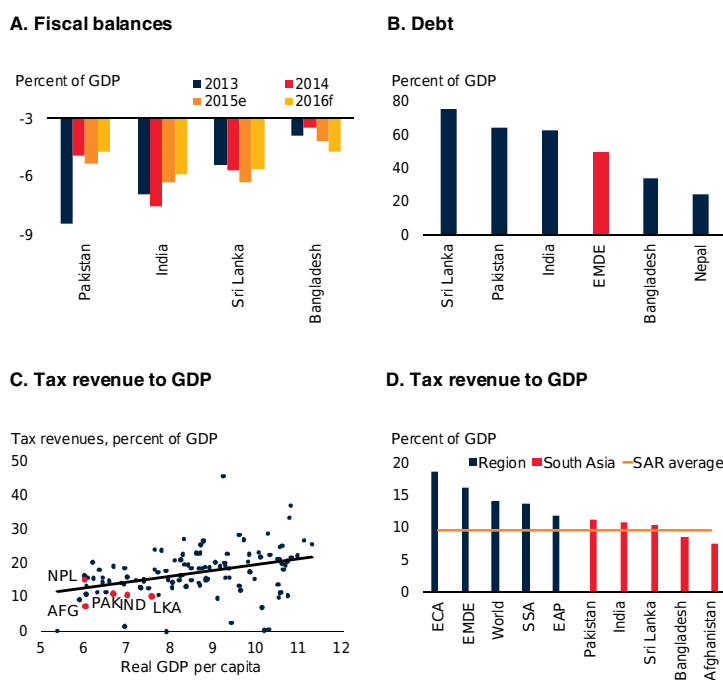 A. Fiscal balances
Percent of GDP
2013
2014
2015e
2016f
-3
-6
-9
Pakistan
India
Sri Lanka
Bangladesh
B. Debt
Percent of GDP
80
60
40
20
0
Sri Lanka
Pakistan
India
EMDE
Bangladesh
Nepal
C. Tax revenue to GDP
Tax revenues, percent of GDP
50
40
30
20
10
0
NPL
AFG
PAK
IND
LKA
5 6 7 8 9 10 11 12
Real GDP per capita
D. Tax revenue to GDP
Percent of GDP
Region
South Asia
SAR average
20
15
10
5
0
ECA
EMDE
World
SSA
EAP
Pakistan
India
Sri Lanka
Bangladesh
Afghanistan